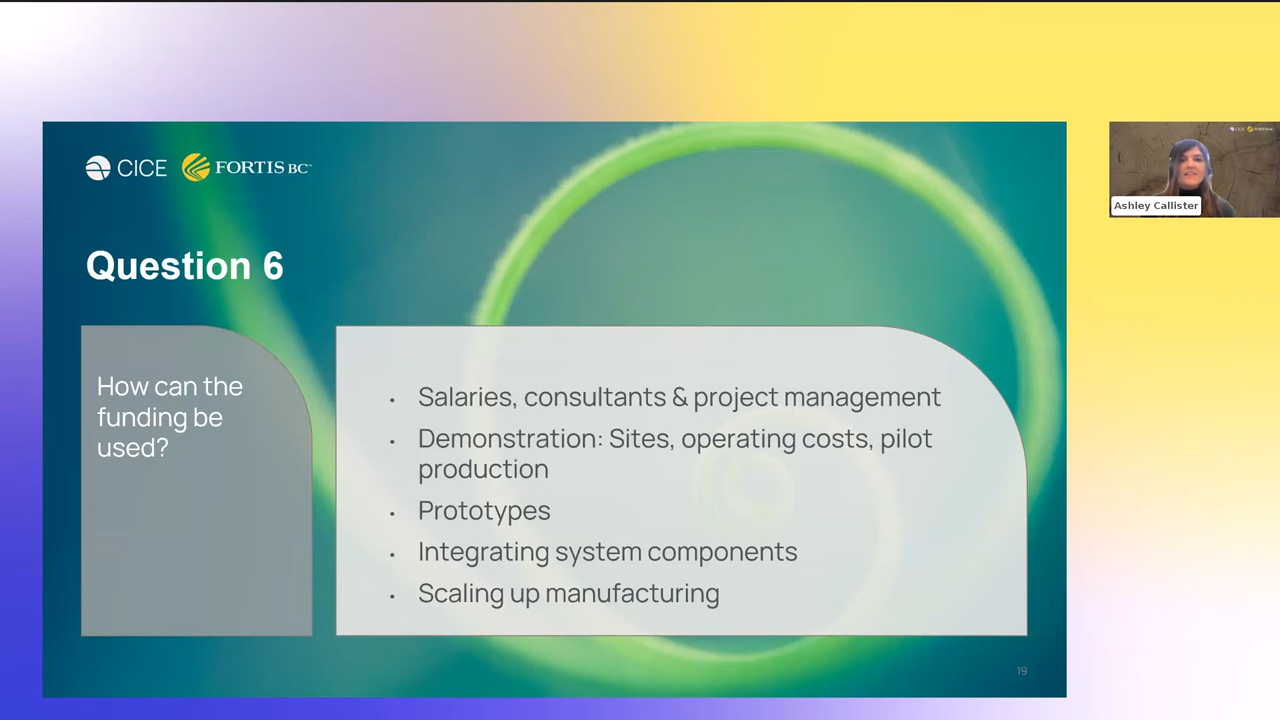 CICE FORTIS BC™
Question 6
How can the
funding be
used?
• Salaries, consultants & project management
• Demonstration: Sites, operating costs, pilot
production
• Prototypes
• Integrating system components
• Scaling up manufacturing
19
Ashley Callister